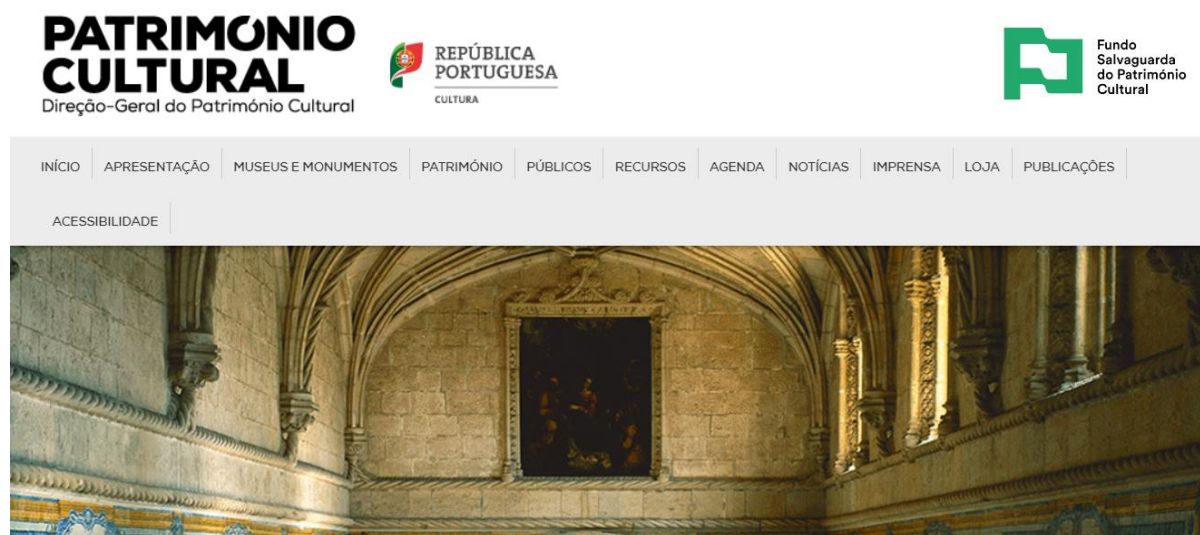 PATRIMÓNIO
CULTURAL
Direção-Geral do Património Cultural
REPÚBLICA
PORTUGUESA
CULTURA
Fundo
Salvaguarda
do Património
Cultural
INÍCIO APRESENTAÇÃO MUSEUS E MONUMENTOS PATRIMÓNIO PÚBLICOS RECURSOS AGENDA NOTÍCIAS IMPRENSA LOJA PUBLICAÇÕES
ACESSIBILIDADE